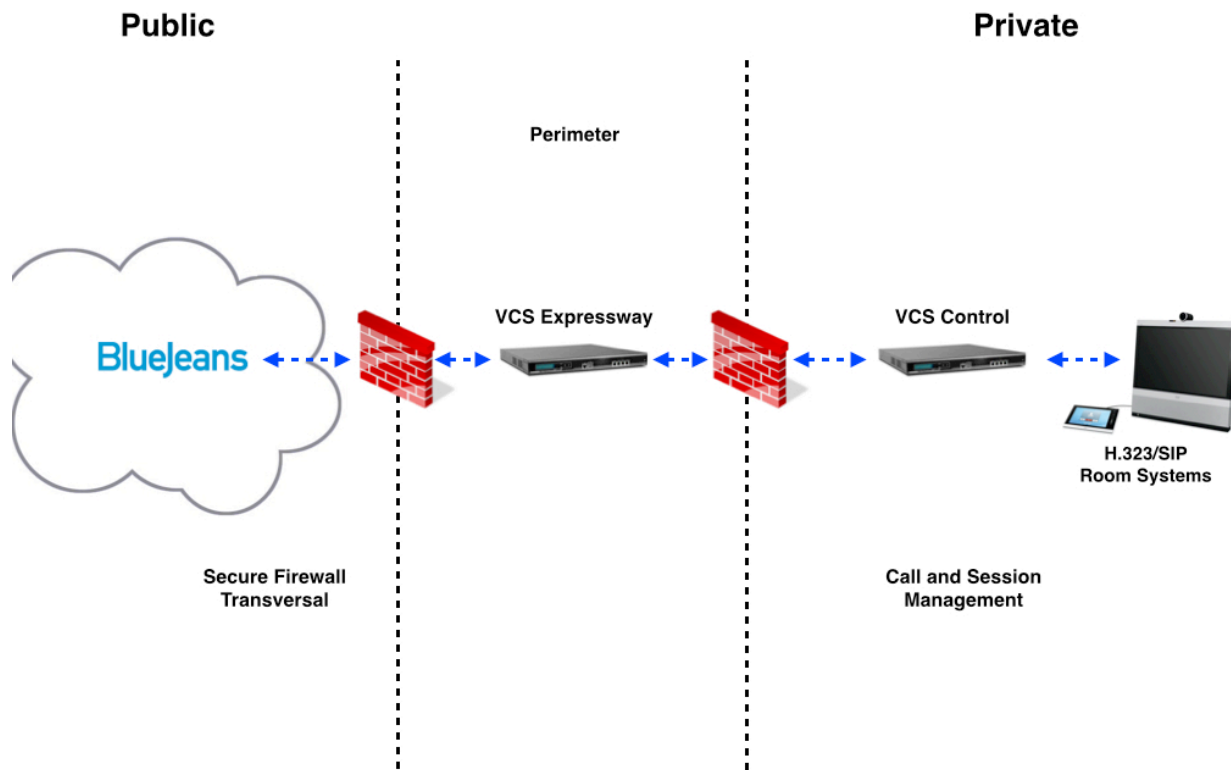 Public
Private
Perimeter
VCS Expressway
VCS Control
BlueJeans
H.323/SIP
Room Systems
Secure Firewall
Transversal
Call and Session
Management